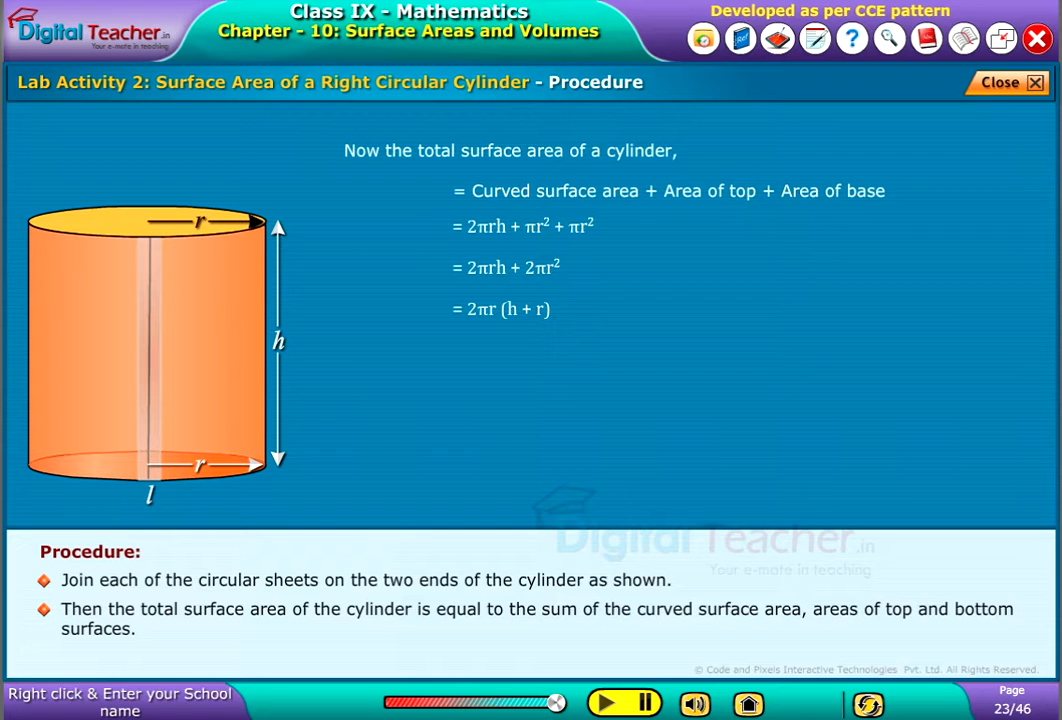 Digital Teacher.in
Your e-mate in teaching
Class IX - Mathematics
Chapter - 10: Surface Areas and Volumes
Developed as per CCE pattern
Ref
?
Lab Activity 2: Surface Area of a Right Circular Cylinder - Procedure
Close
Now the total surface area of a cylinder,
= Curved surface area + Area of top + Area of base
= 2πrh + πr² + πr²
= 2πrh + 2πr²
= 2πr (h + r)
r
h
r
l
Digital Teacher.in
Your e-mate in teaching
Procedure:
Join each of the circular sheets on the two ends of the cylinder as shown.
Then the total surface area of the cylinder is equal to the sum of the curved surface area, areas of top and bottom
surfaces.
© Code and Pixels Interactive Technologies Pvt. Ltd. All Rights Reserved.
Right click & Enter your School
name
Page
23/46